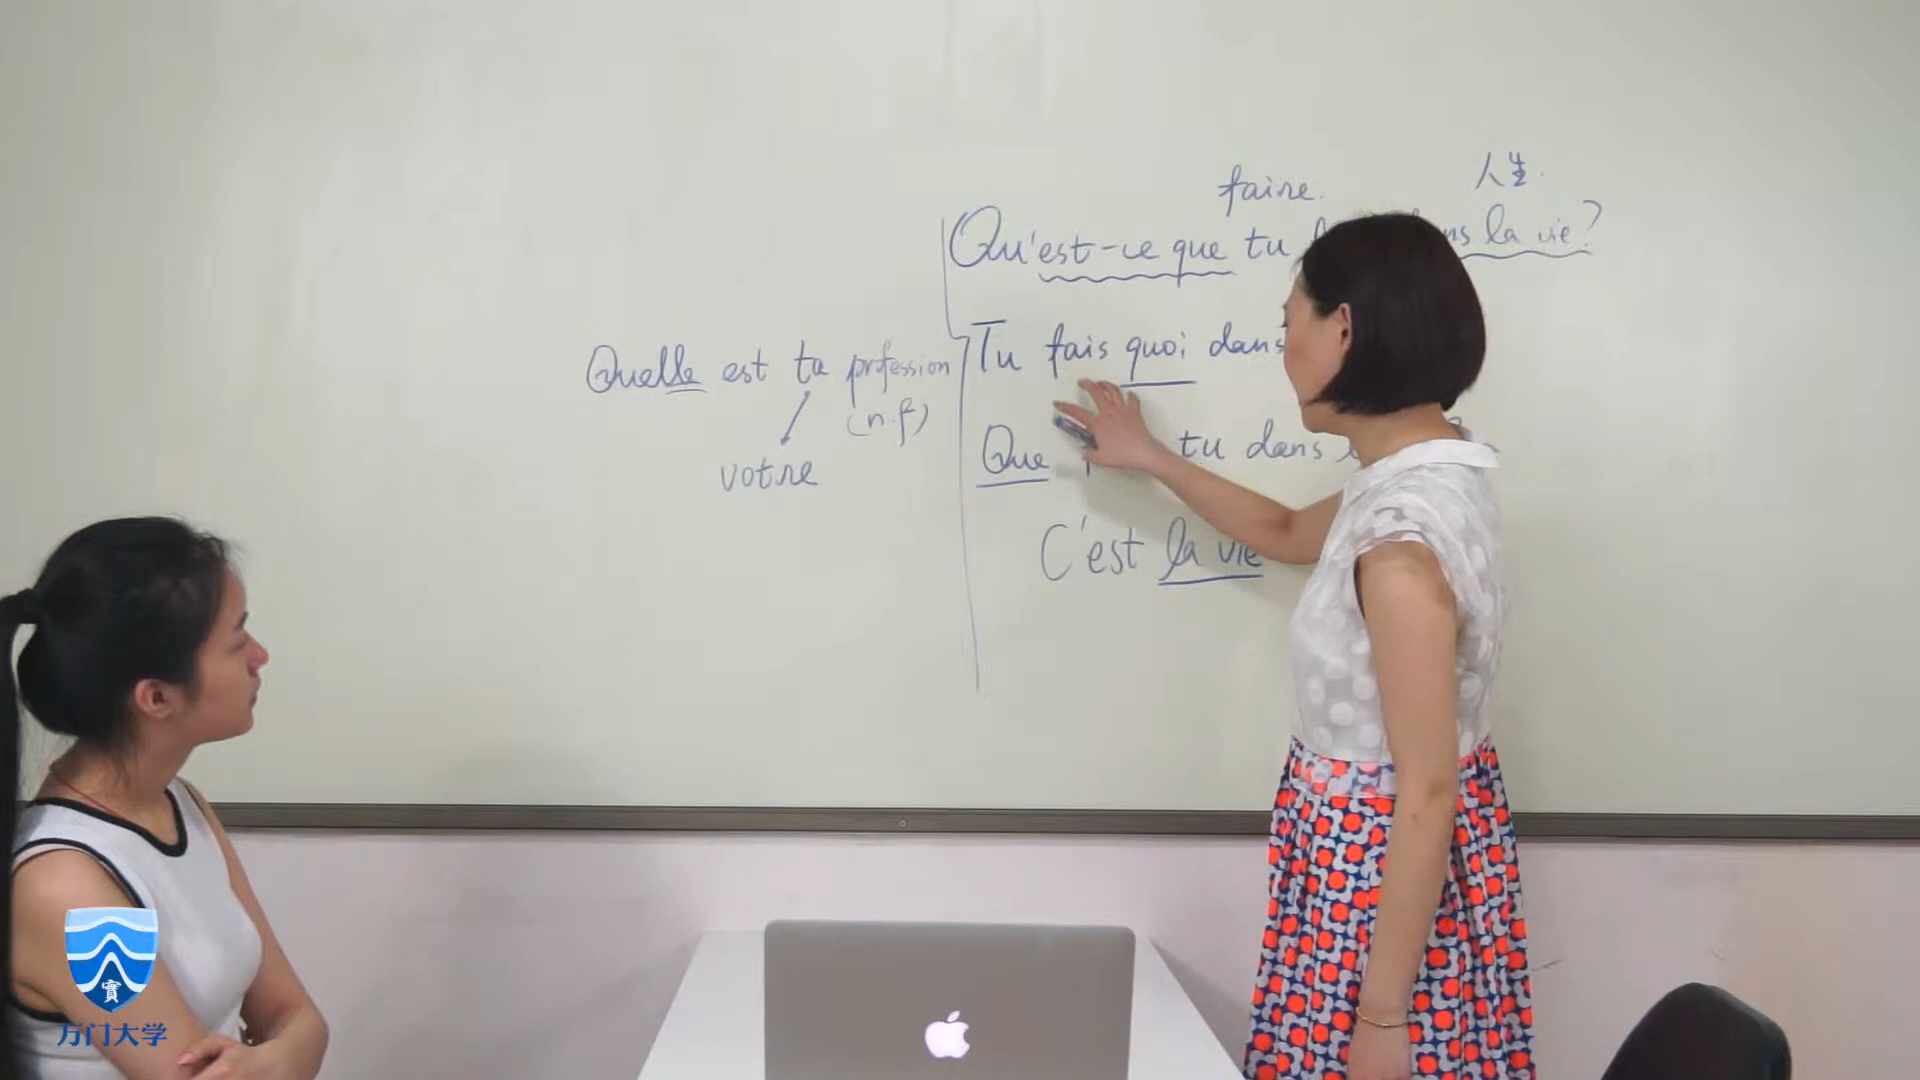 faire. 人生.
Qu'est-ce que tu ns la vie?
Quelle est ta profession
(n.f)
votre
Tu fais quoi dans
Que tu dans
C'est la vie
寶
万门大学